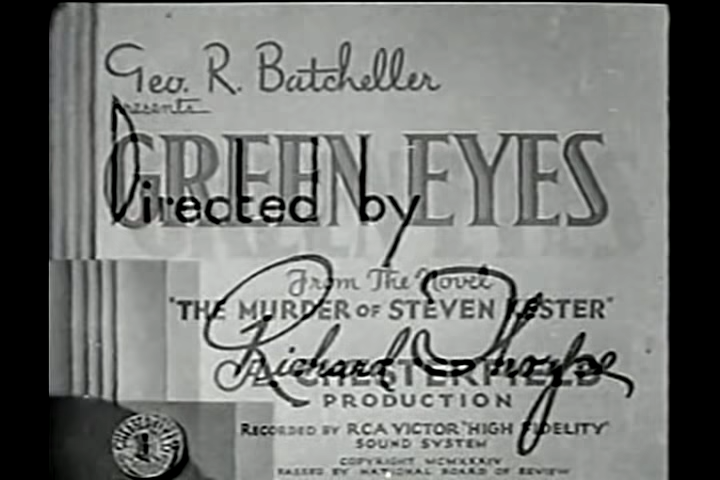 Geo. R. Batcheller
Presents
GREEN EYES
Directed by
From The Novel
"THE MURDER OF STEVEN KESTER"
Richard Thorpe
A CHESTERFIELD
PRODUCTION
RECORDED BY RCA VICTOR "HIGH FIDELITY"
SOUND SYSTEM
COPYRIGHT MCMXXXIV
PASSED BY NATIONAL BOARD OF REVIEW